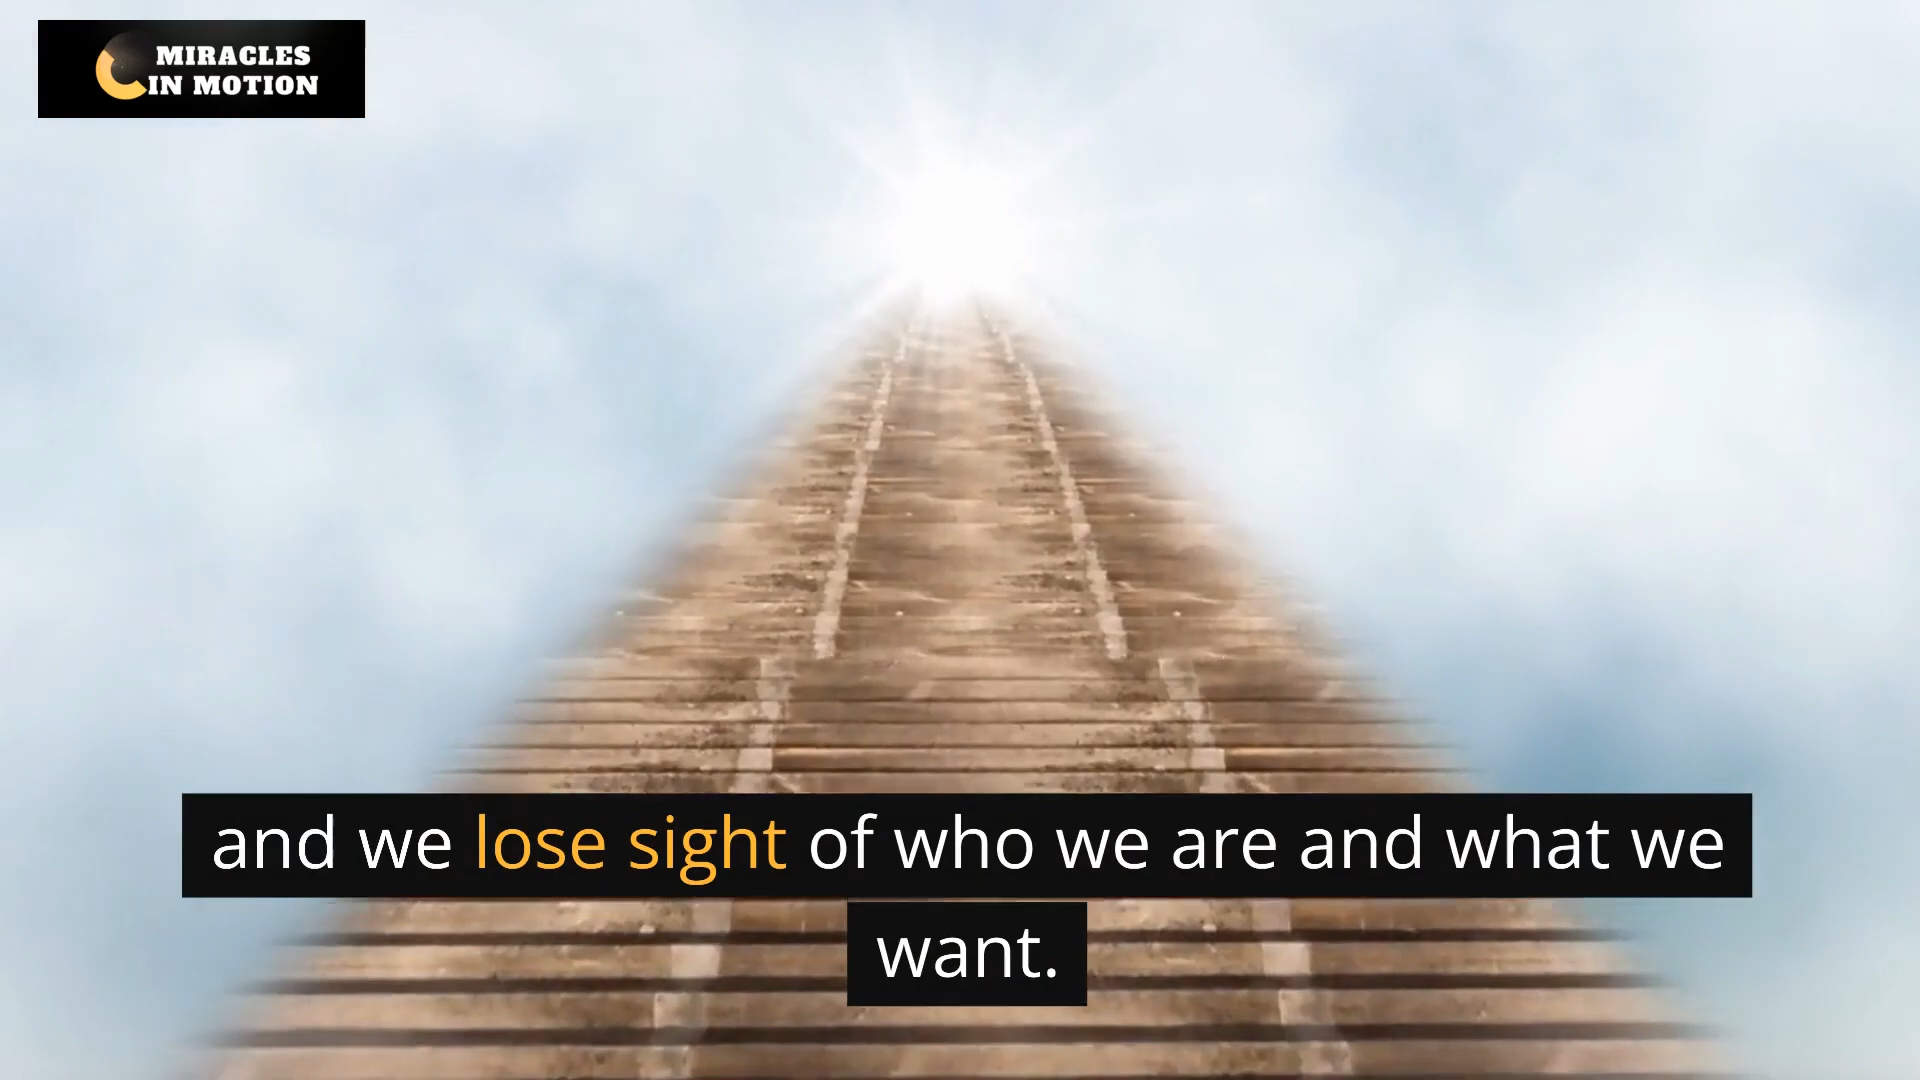 MIRACLES
IN MOTION
and we lose sight of who we are and what we
want.